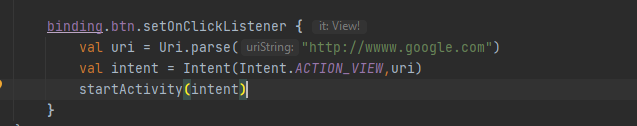 binding.btn.setOnClickListener { it: View!
val uri = Uri.parse( uriString: "http://wwww.google.com")
val intent = Intent(Intent.ACTION_VIEW,uri)
startActivity(intent)
}